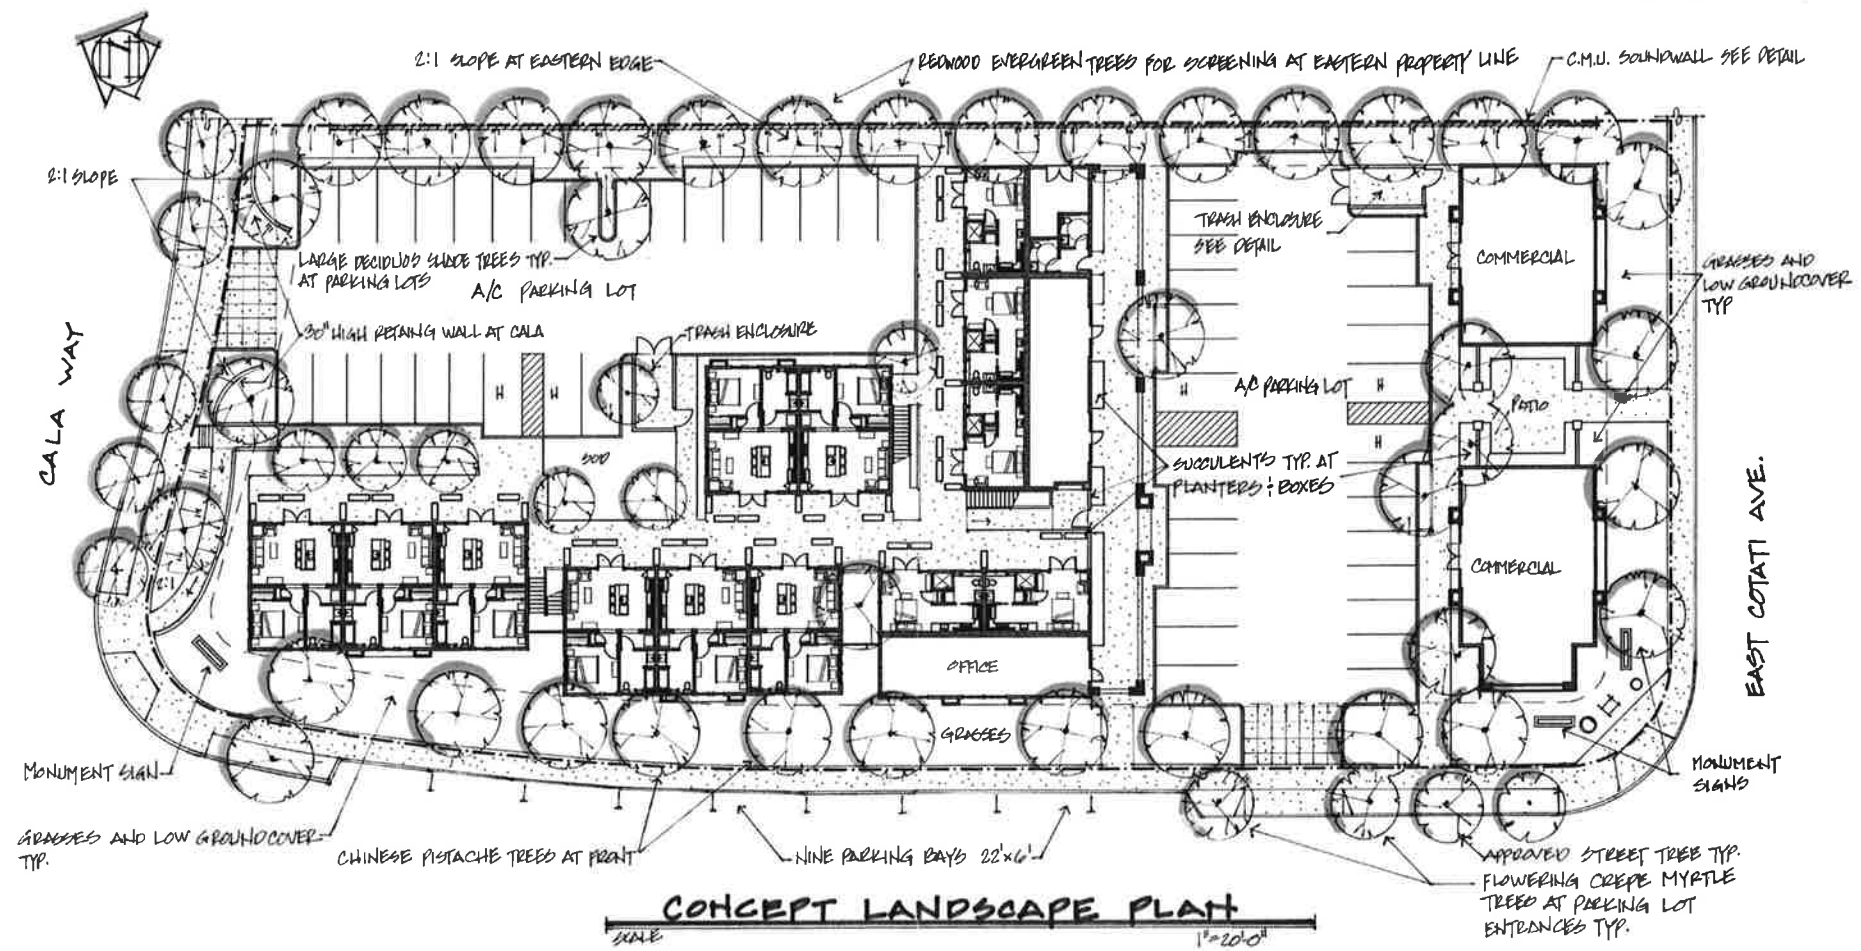 N
2:1 SLOPE AT EASTERN EDGE
REDWOOD EVERGREEN TREES FOR SCREENING AT EASTERN PROPERTY LINE
C.M.U. SOUNDWALL SEE DETAIL
2:1 SLOPE
TRASH ENCLOSURE
SEE DETAIL
COMMERCIAL
LARGE DECIDUOS SHADE TREES TYP.
AT PARKING LOTS
A/C PARKING LOT
GRASSES AND
LOW GROUNDCOVER
TYP
30" HIGH RETAING WALL AT CALA
TRASH ENCLOSURE
CALA WAY
H
H
H
A/C PARKING LOT
H
PATIO
H
SOD
SUCCULENTS TYP. AT
PLANTERS & BOXES
EAST COTATI AVE.
COMMERCIAL
2:1
OFFICE
GRASSES
MONUMENT SIGN
MONUMENT
SIGNS
GRASSES AND LOW GROUNDCOVER
TYP.
CHINESE PISTACHE TREES AT FRONT
NINE PARKING BAYS 22'x6'
APPROVED STREET TREE TYP.
FLOWERING CREPE MYRTLE
TREES AT PARKING LOT
ENTRANCES TYP.
CONCEPT LANDSCAPE PLAN
SCALE
1"=20'-0"